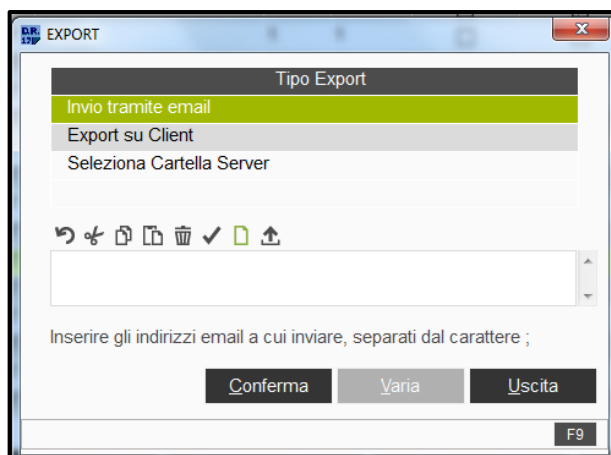 D.R.
EXPORT
X
Tipo Export
Invio tramite email
Export su Client
Seleziona Cartella Server
Inserire gli indirizzi email a cui inviare, separati dal carattere ;
Conferma Varia Uscita
F9